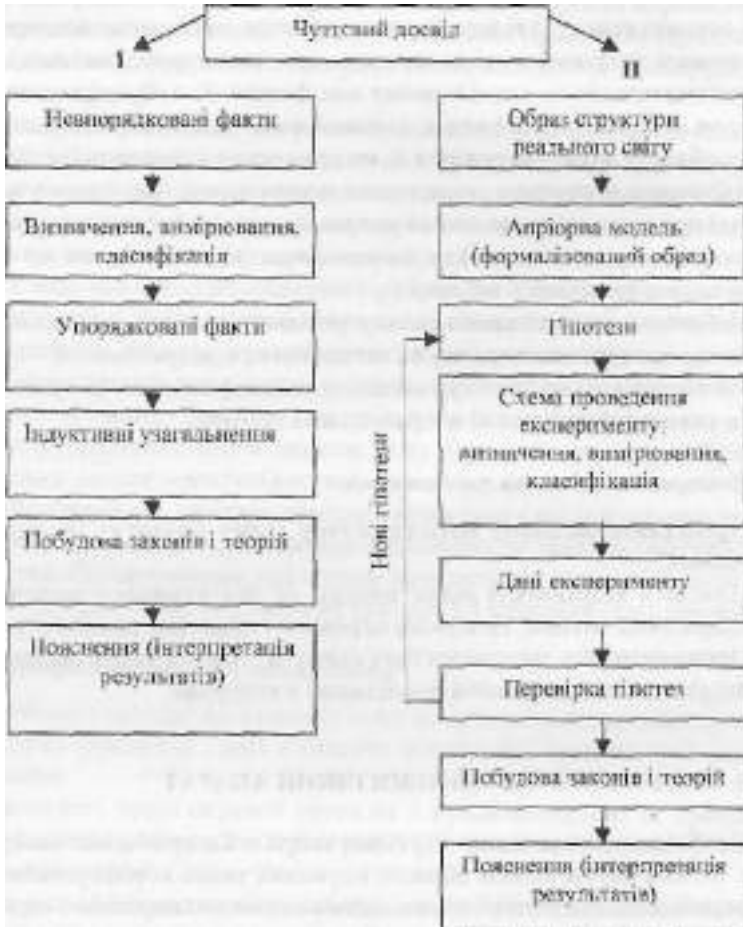 Чуттєвий досвід
I
II
Невпорядковані факти
Визначення, вимірювання,
класифікація
Упорядковані факти
Індуктивні узагальнення
Побудова законів і теорій
Пояснення (інтерпретація
результатів)
Образ структури
реального світу
Апріорна модель
(формалізований образ)
Гіпотези
Схема проведення
експерименту:
визначення, вимірювання,
класифікація
Дані експерименту
Перевірка гіпотез
Побудова законів і теорій
Пояснення (інтерпретація
результатів)
Нові гіпотези